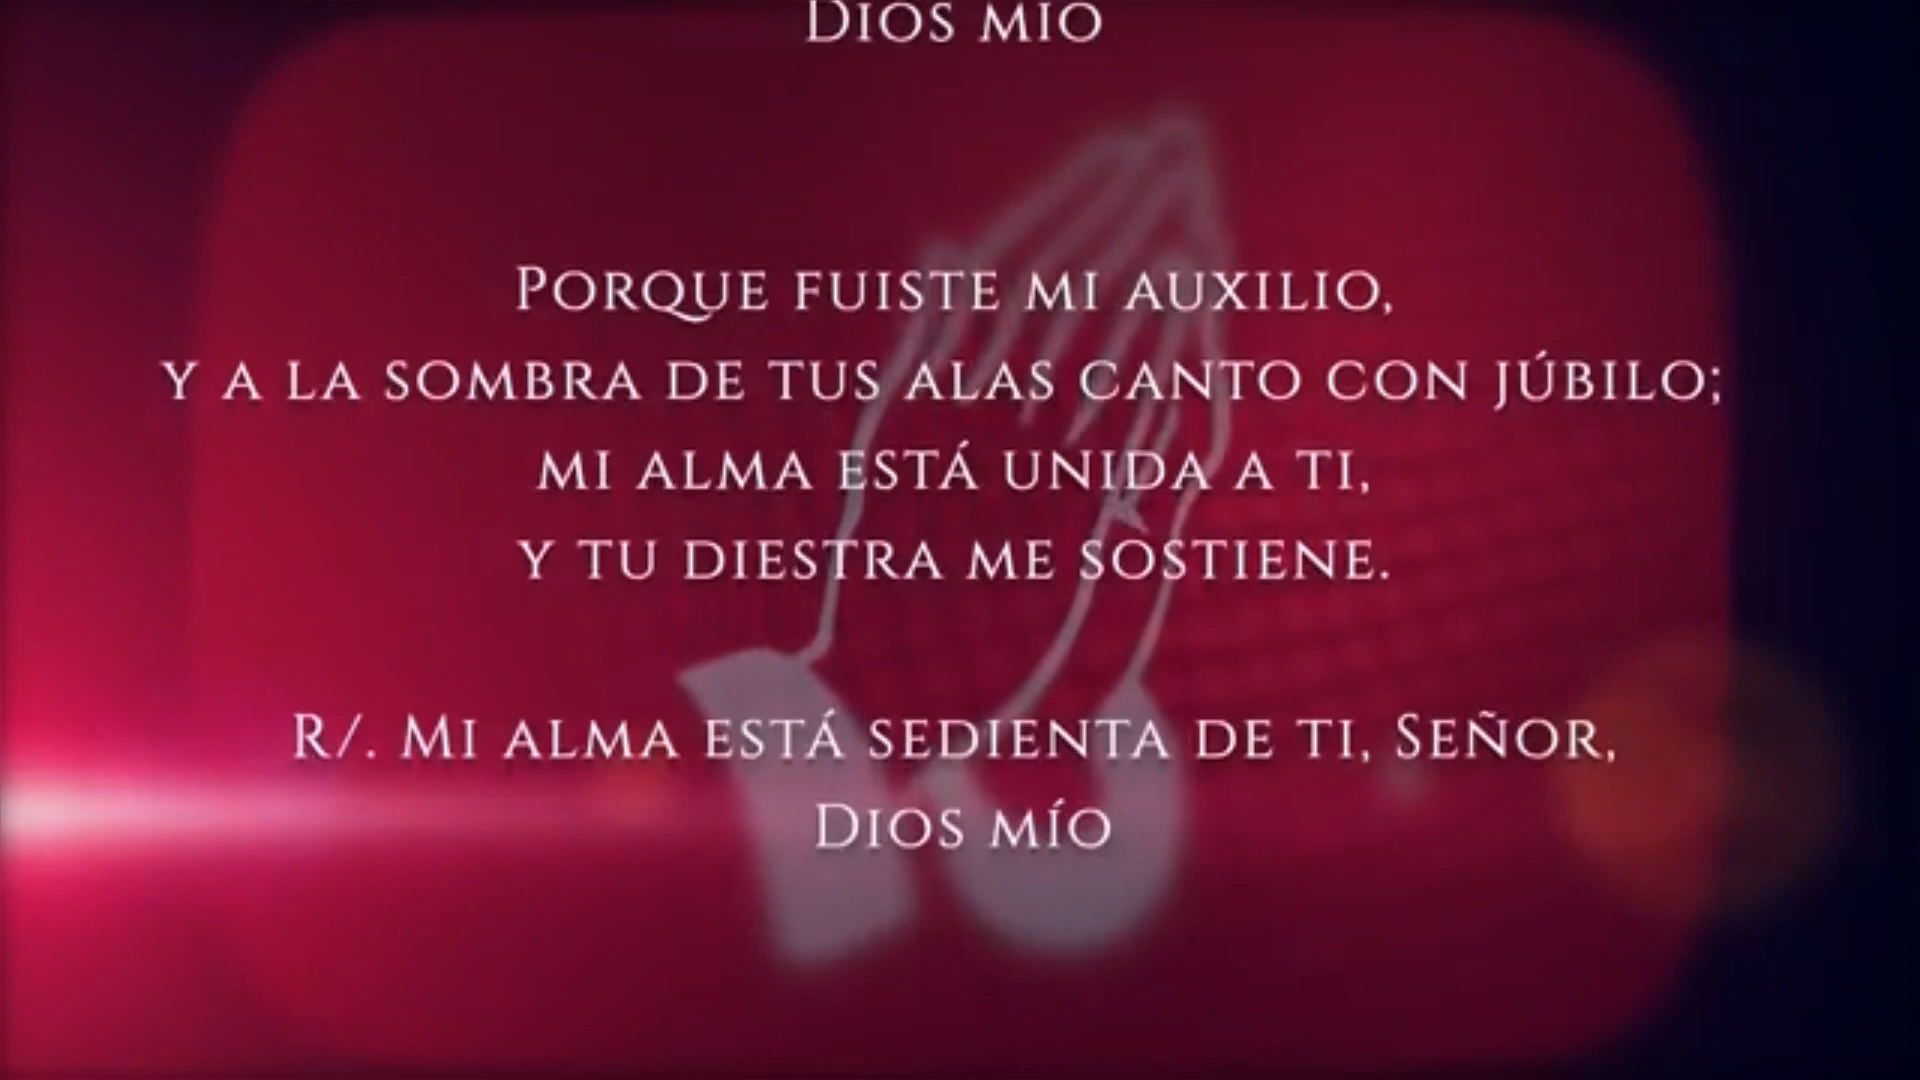 Dios mío
Porque fuiste mi auxilio,
y a la sombra de tus alas canto con júbilo;
mi alma está unida a ti,
y tu diestra me sostiene.
R/. Mi alma está sedienta de ti, Señor,
Dios mío